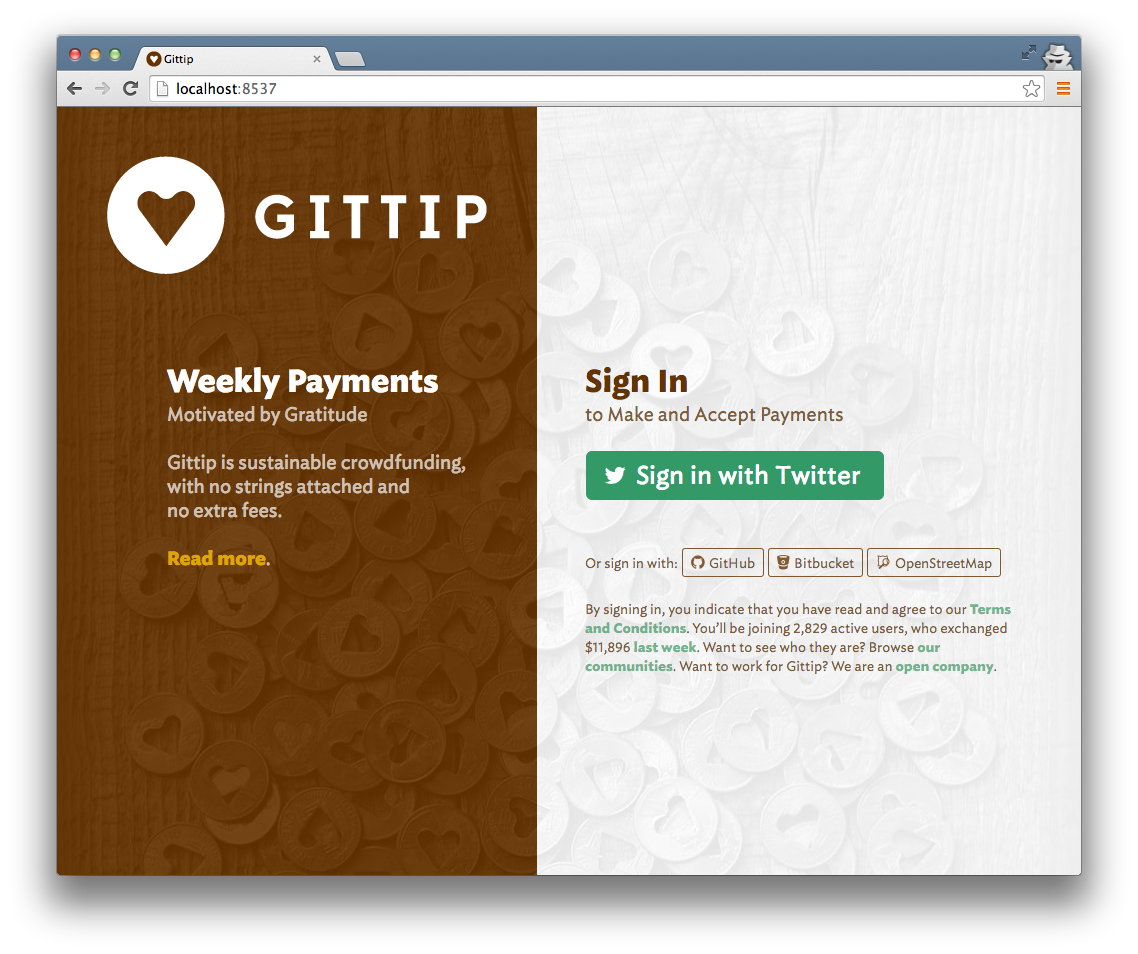 Gittip
localhost:8537
GITTIP
Weekly Payments
Motivated by Gratitude
Gittip is sustainable crowdfunding,
with no strings attached and
no extra fees.
Read more.
Sign In
to Make and Accept Payments
Sign in with Twitter
Or sign in with: GitHub Bitbucket OpenStreetMap
By signing in, you indicate that you have read and agree to our Terms
and Conditions. You’ll be joining 2,829 active users, who exchanged
$11,896 last week. Want to see who they are? Browse our
communities. Want to work for Gittip? We are an open company.